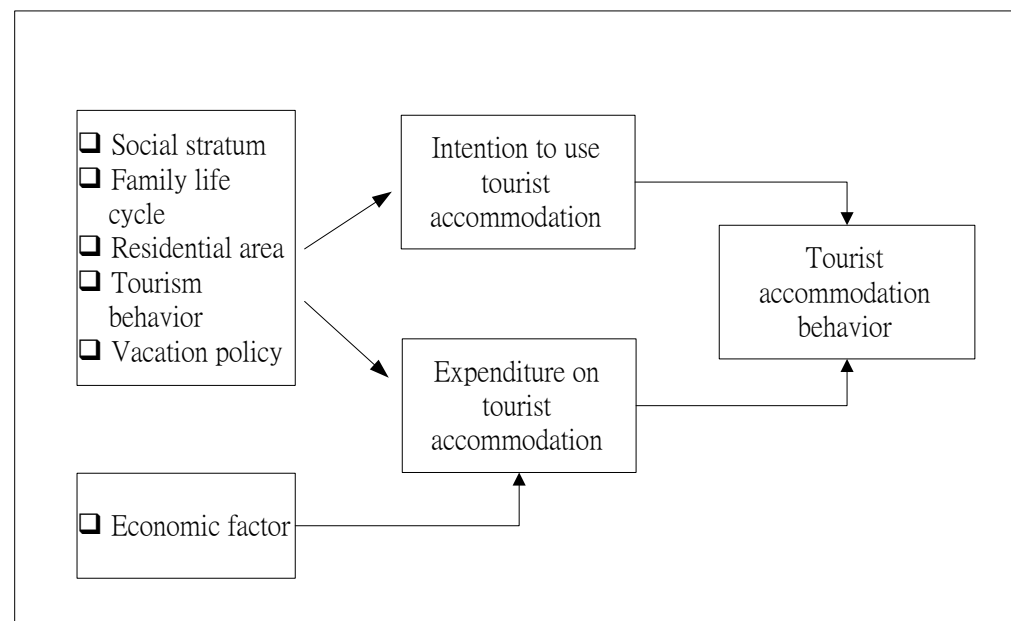 ❑ Social stratum
❑ Family life
cycle
❑ Residential area
❑ Tourism
behavior
❑ Vacation policy
❑ Economic factor
Intention to use
tourist
accommodation
Expenditure on
tourist
accommodation
Tourist
accommodation
behavior